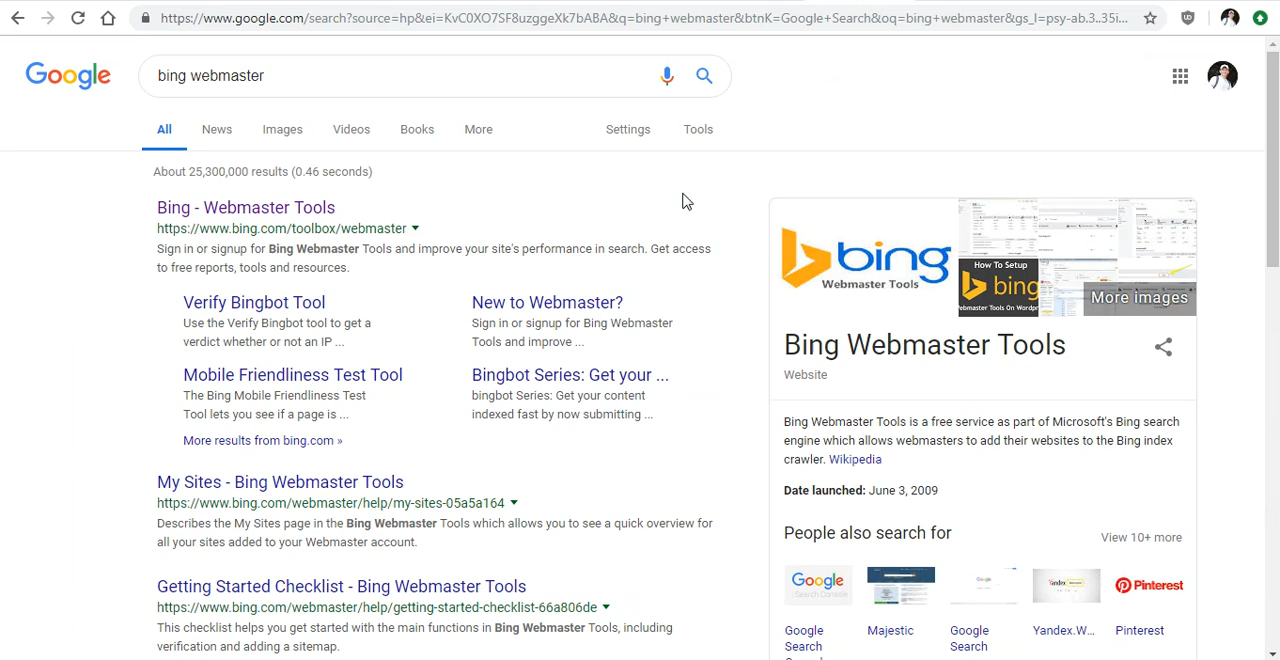 https://www.google.com/search?source=hp&ei=KvC0XO7SF8uzggeXk7bABA&q=bing+webmaster&btnK=Google+Search&oq=bing+webmaster&gs_l=psy-ab.3..35i...
Google
bing webmaster
All News Images Videos Books More Settings Tools
About 25,300,000 results (0.46 seconds)
Bing - Webmaster Tools
https://www.bing.com/toolbox/webmaster
Sign in or signup for Bing Webmaster Tools and improve your site's performance in search. Get access
to free reports, tools and resources.
Verify Bingbot Tool
Use the Verify Bingbot tool to get a
verdict whether or not an IP ...
New to Webmaster?
Sign in or signup for Bing Webmaster
Tools and improve ...
Mobile Friendliness Test Tool
The Bing Mobile Friendliness Test
Tool lets you see if a page is ...
Bingbot Series: Get your ...
bingbot Series: Get your content
indexed fast by now submitting ...
More results from bing.com »
My Sites - Bing Webmaster Tools
https://www.bing.com/webmaster/help/my-sites-05a5a164
Describes the My Sites page in the Bing Webmaster Tools which allows you to see a quick overview for
all your sites added to your Webmaster account.
Getting Started Checklist - Bing Webmaster Tools
https://www.bing.com/webmaster/help/getting-started-checklist-66a806de
This checklist helps you get started with the main functions in Bing Webmaster Tools, including
verification and adding a sitemap.
bing
Webmaster Tools
How To Setup
bing
Webmaster Tools On Wordpr
More images
Bing Webmaster Tools
Website
Bing Webmaster Tools is a free service as part of Microsoft's Bing search
engine which allows webmasters to add their websites to the Bing index
crawler. Wikipedia
Date launched: June 3, 2009
People also search for
View 10+ more
Google
Search Console
Yandex
Pinterest
Google
Search
Majestic
Google
Search
Yandex.W...
Pinterest